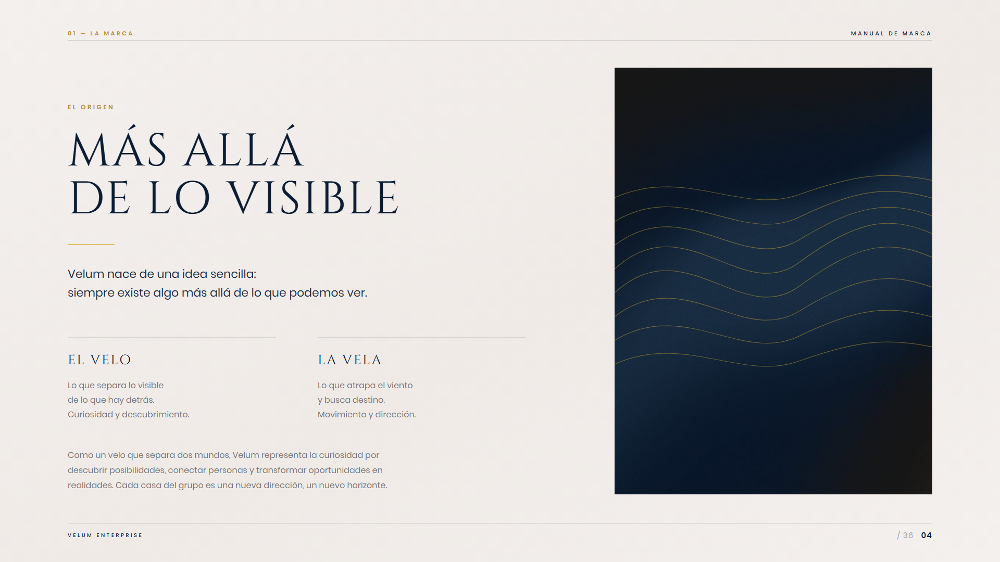 01 — LA MARCA
MANUAL DE MARCA
EL ORIGEN
MÁS ALLÁ
DE LO VISIBLE
Velum nace de una idea sencilla:
siempre existe algo más allá de lo que podemos ver.
EL VELO
Lo que separa lo visible
de lo que hay detrás.
Curiosidad y descubrimiento.
LA VELA
Lo que atrapa el viento
y busca destino.
Movimiento y dirección.
Como un velo que separa dos mundos, Velum representa la curiosidad por
descubrir posibilidades, conectar personas y transformar oportunidades en
realidades. Cada casa del grupo es una nueva dirección, un nuevo horizonte.
VELUM ENTERPRISE
/ 36 04